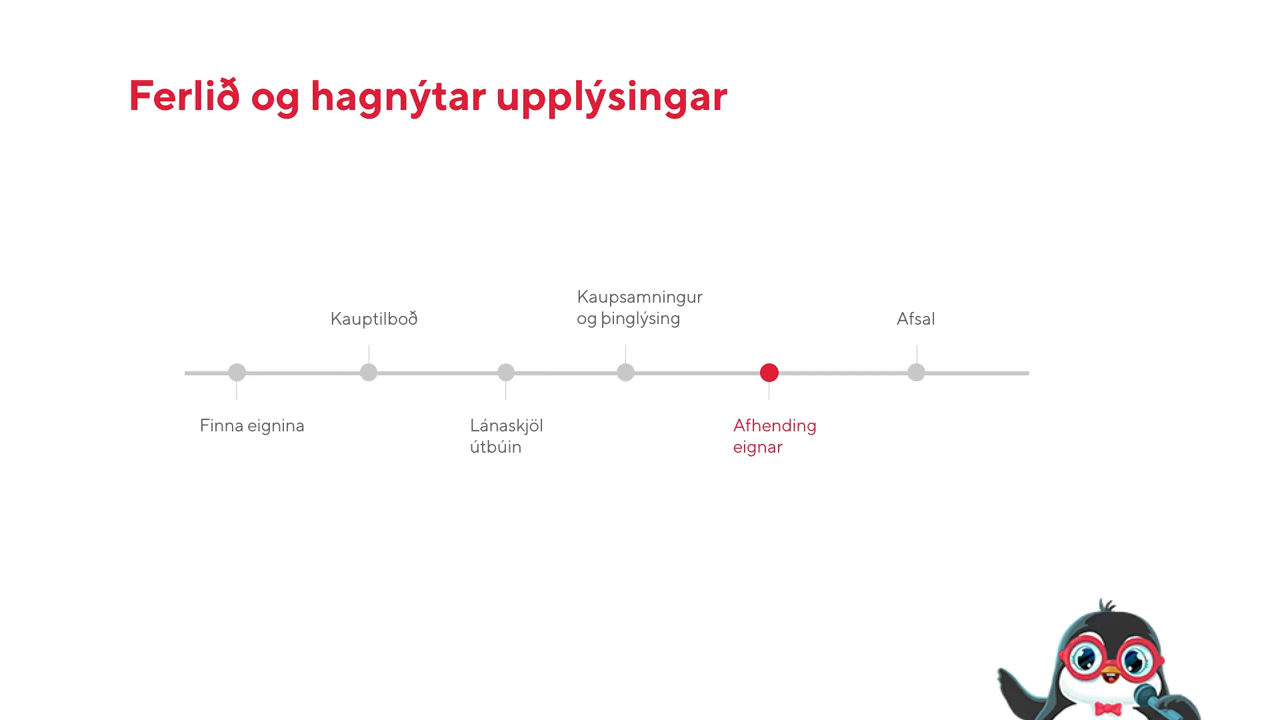 Ferlið og hagnýtar upplýsingar
Finna eignina
Kauptilboð
Lánaskjöl
útbúin
Kaupsamningur
og þinglýsing
Afhending
eignar
Afsal